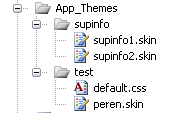 App_Themes
supinfo
supinfo1.skin
supinfo2.skin
test
default.css
peren.skin